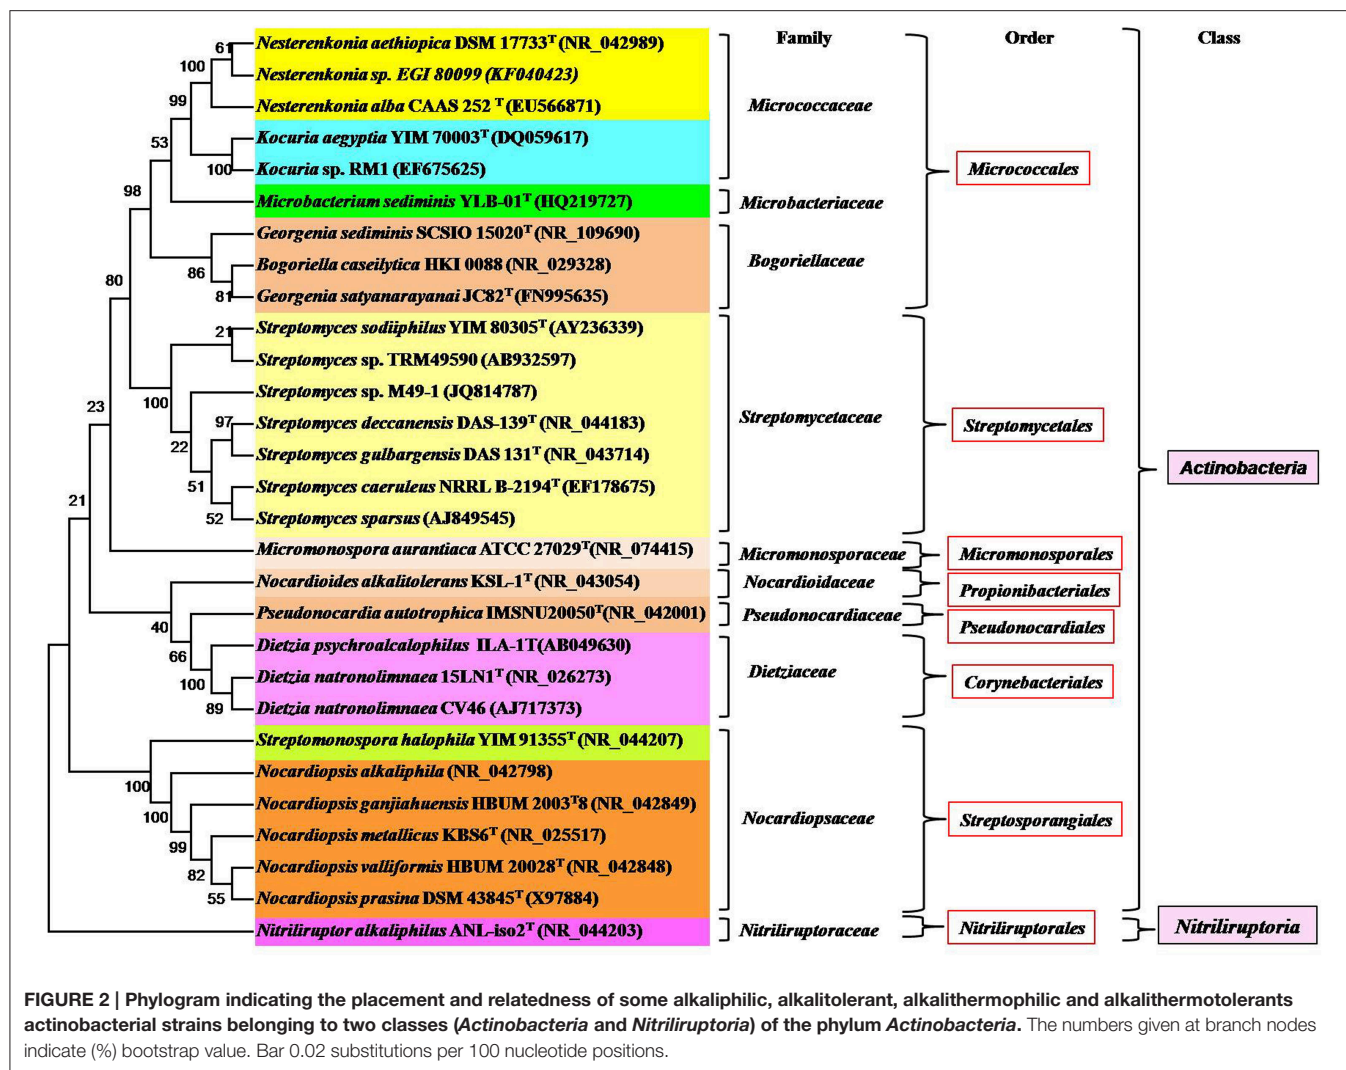 Family Order Class
61 Nesterenkonia aethiopica DSM 17733T (NR_042989)
100 Nesterenkonia sp. EGI 80099 (KF040423)
99 Nesterenkonia alba CAAS 252 T (EU566871)
Micrococcaceae
53 Kocuria aegyptia YIM 70003T (DQ059617)
100 Kocuria sp. RM1 (EF675625)
Micrococcales
98 Microbacterium sediminis YLB-01T (HQ219727) Microbacteriaceae
Georgenia sediminis SCSIO 15020T (NR_109690)
86 Bogoriella caseilytica HKI 0088 (NR_029328) Bogoriellaceae
80
81 Georgenia satyanarayanai JC82T (FN995635)
21 Streptomyces sodiiphilus YIM 80305T (AY236339)
Streptomyces sp. TRM49590 (AB932597)
Streptomyces sp. M49-1 (JQ814787)
23 100
97 Streptomyces deccanensis DAS-139T (NR_044183) Streptomycetaceae Streptomycetales
22 Streptomyces gulbargensis DAS 131T (NR_043714)
Actinobacteria
51 Streptomyces caeruleus NRRL B-2194T (EF178675)
21
52 Streptomyces sparsus (AJ849545)
Micromonospora aurantiaca ATCC 27029T(NR_074415) Micromonosporaceae Micromonosporales
Nocardioides alkalitolerans KSL-1T (NR_043054) Nocardioidaceae Propionibacteriales
40 Pseudonocardia autotrophica IMSNU20050T(NR_042001) Pseudonocardiaceae Pseudonocardiales
66 Dietzia psychroalcalophilus ILA-1T(AB049630)
100 Dietzia natronolimnaea 15LN1T (NR_026273) Dietziaceae Corynebacteriales
89 Dietzia natronolimnaea CV46 (AJ717373)
Streptomonospora halophila YIM 91355T (NR_044207)
100 Nocardiopsis alkaliphila (NR_042798)
100 Nocardiopsis ganjiahuensis HBUM 2003T8 (NR_042849) Nocardiopsaceae Streptosporangiales
99 Nocardiopsis metallicus KBS6T (NR_025517)
82 Nocardiopsis valliformis HBUM 20028T (NR_042848)
55 Nocardiopsis prasina DSM 43845T (X97884)
Nitriliruptor alkaliphilus ANL-iso2T (NR_044203) Nitriliruptoraceae Nitriliruptorales Nitriliruptoria
FIGURE 2 | Phylogram indicating the placement and relatedness of some alkaliphilic, alkalitolerant, alkalithermophilic and alkalithermotolerants
actinobacterial strains belonging to two classes (Actinobacteria and Nitriliruptoria) of the phylum Actinobacteria. The numbers given at branch nodes
indicate (%) bootstrap value. Bar 0.02 substitutions per 100 nucleotide positions.